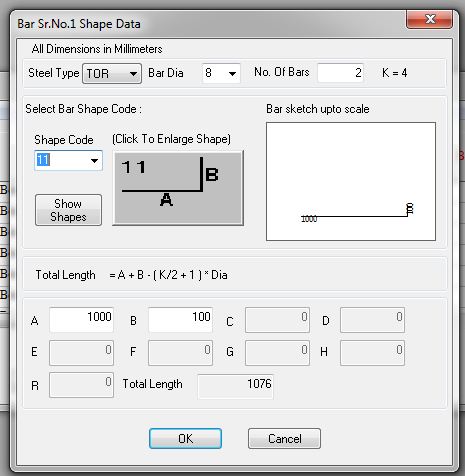 Bar Sr.No.1 Shape Data
All Dimensions in Millimeters
Steel Type TOR Bar Dia 8 No. Of Bars 2 K = 4
Select Bar Shape Code :
Bar sketch upto scale
Shape Code (Click To Enlarge Shape)
11
11
B
A
Show
Shapes
1000
100
Total Length = A + B - ( K/2 + 1 ) * Dia
A 1000 B 100 C 0 D 0
E 0 F 0 G 0 H 0
R 0 Total Length 1076
OK Cancel